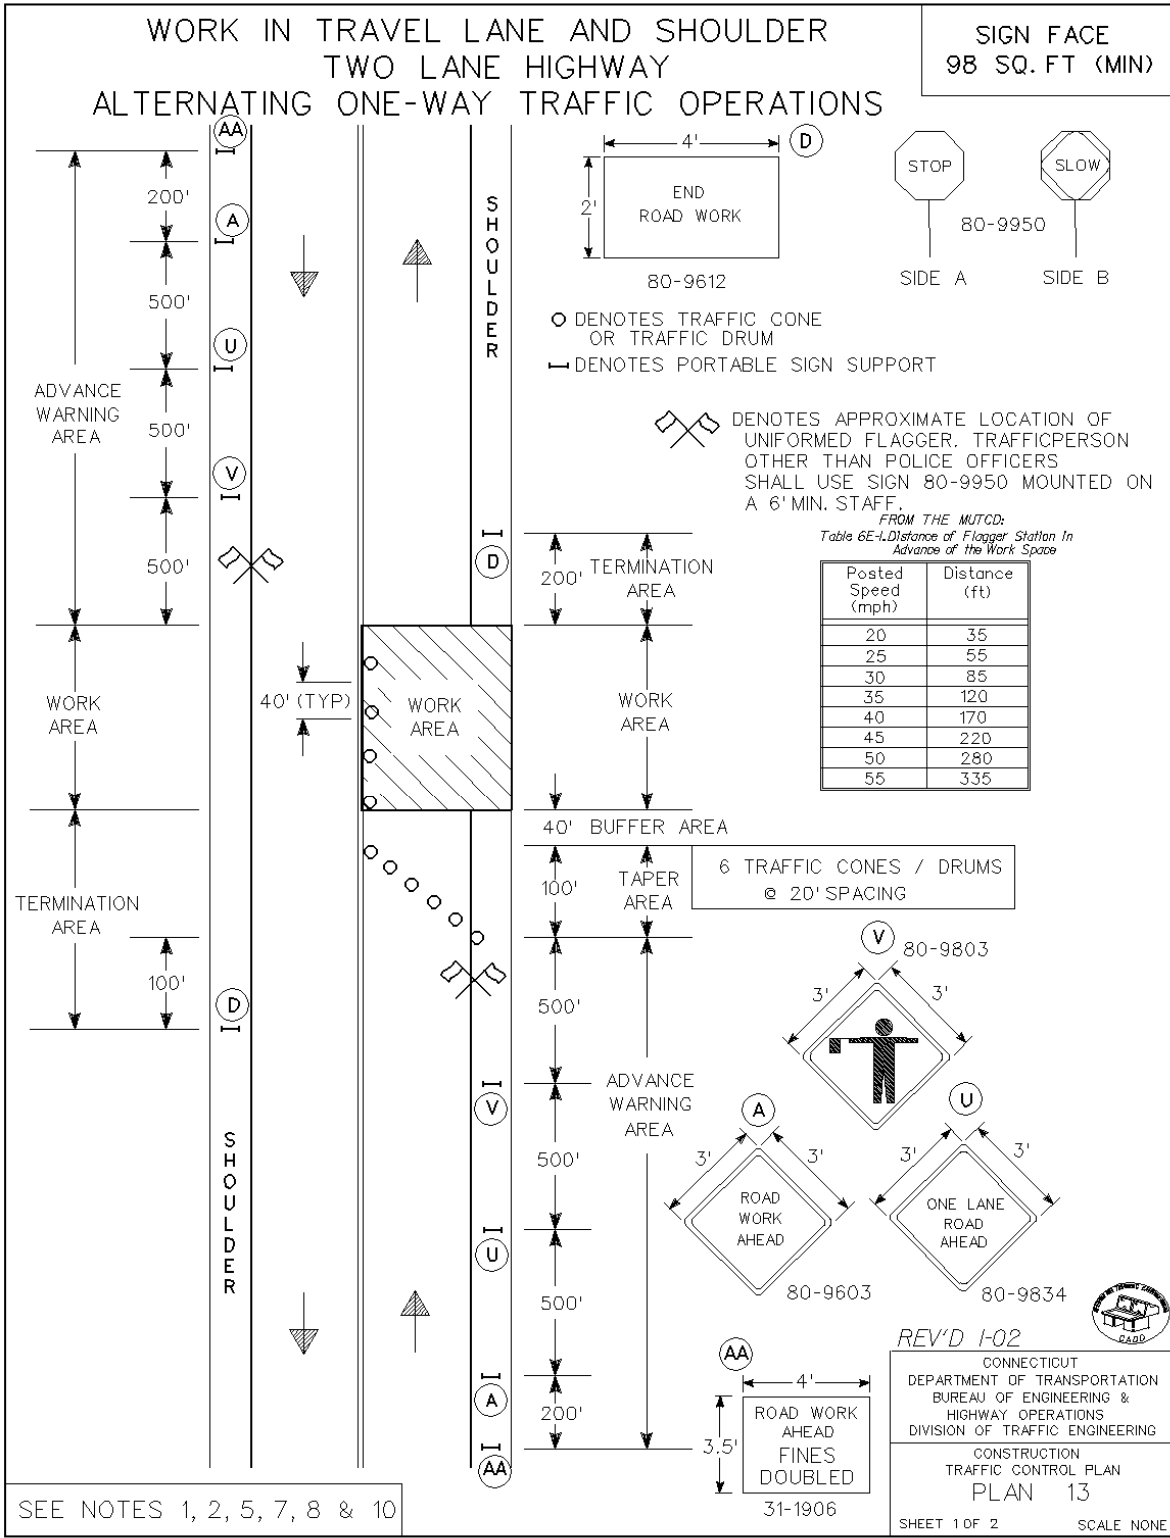 WORK IN TRAVEL LANE AND SHOULDER
TWO LANE HIGHWAY
ALTERNATING ONE-WAY TRAFFIC OPERATIONS
SIGN FACE
98 SQ. FT (MIN)
AA
200'
A
500'
U
500'
V
500'
ADVANCE
WARNING
AREA
SHOULDER
4'
D
2'
END
ROAD WORK
80-9612
STOP
SLOW
80-9950
SIDE A
SIDE B
DENOTES TRAFFIC CONE
OR TRAFFIC DRUM
DENOTES PORTABLE SIGN SUPPORT
DENOTES APPROXIMATE LOCATION OF
UNIFORMED FLAGGER. TRAFFICPERSON
OTHER THAN POLICE OFFICERS
SHALL USE SIGN 80-9950 MOUNTED ON
A 6' MIN. STAFF.
FROM THE MUTCD:
Table 6E-1.Distance of Flagger Station in
Advance of the Work Space
Posted Speed (mph) Distance (ft)
20 35
25 55
30 85
35 120
40 170
45 220
50 280
55 335
D
200'
TERMINATION
AREA
WORK
AREA
40' (TYP)
WORK
AREA
WORK
AREA
40' BUFFER AREA
100'
TAPER
AREA
6 TRAFFIC CONES / DRUMS
@ 20' SPACING
TERMINATION
AREA
100'
D
SHOULDER
500'
V
500'
U
500'
A
200'
AA
ADVANCE
WARNING
AREA
V
80-9803
3'
3'
A
3'
3'
ROAD
WORK
AHEAD
80-9603
U
3'
3'
ONE LANE
ROAD
AHEAD
80-9834
AA
4'
3.5'
ROAD WORK
AHEAD
FINES
DOUBLED
31-1906
CADD
REV'D 1-02
CONNECTICUT
DEPARTMENT OF TRANSPORTATION
BUREAU OF ENGINEERING &
HIGHWAY OPERATIONS
DIVISION OF TRAFFIC ENGINEERING
CONSTRUCTION
TRAFFIC CONTROL PLAN
PLAN 13
SHEET 1 OF 2 SCALE NONE
SEE NOTES 1, 2, 5, 7, 8 & 10